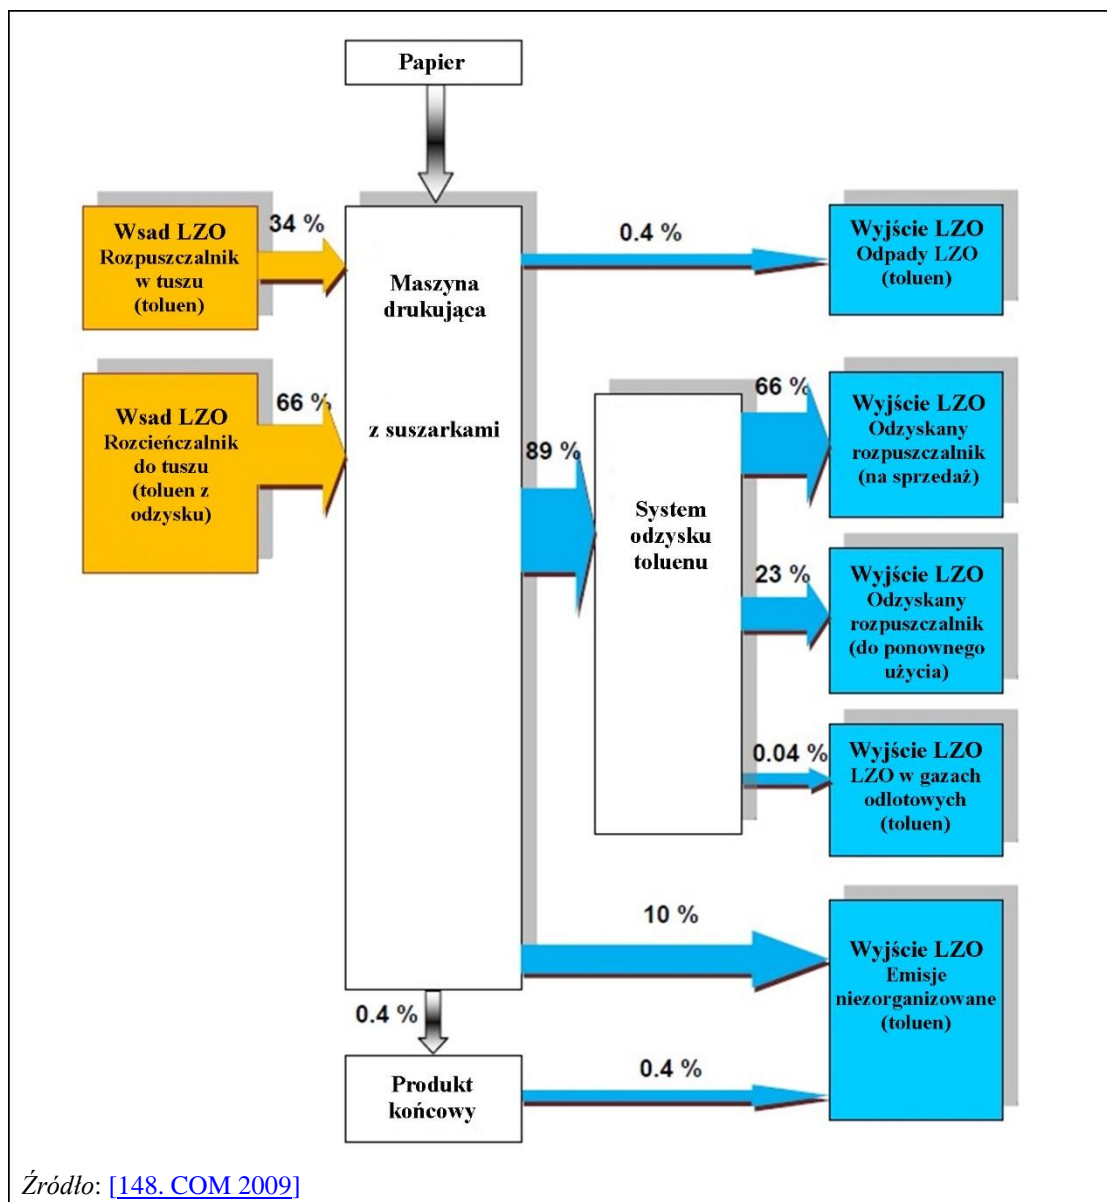 Papier
Wsad LZO
Rozpuszczalnik
w tuszu
(toluen)
34 %
Wsad LZO
Rozcieńczalnik
do tuszu
(toluen z
odzysku)
66 %
Maszyna
drukująca
z suszarkami
0.4 %
Wyjście LZO
Odpady LZO
(toluen)
89 %
System
odzysku
toluenu
66 %
Wyjście LZO
Odzyskany
rozpuszczalnik
(na sprzedaż)
23 %
Wyjście LZO
Odzyskany
rozpuszczalnik
(do ponownego
użycia)
0.04 %
Wyjście LZO
LZO w gazach
odlotowych
(toluen)
10 %
Wyjście LZO
Emisje
niezorganizowane
(toluen)
0.4 %
Produkt
końcowy
0.4 %
Źródło: [148. COM 2009]